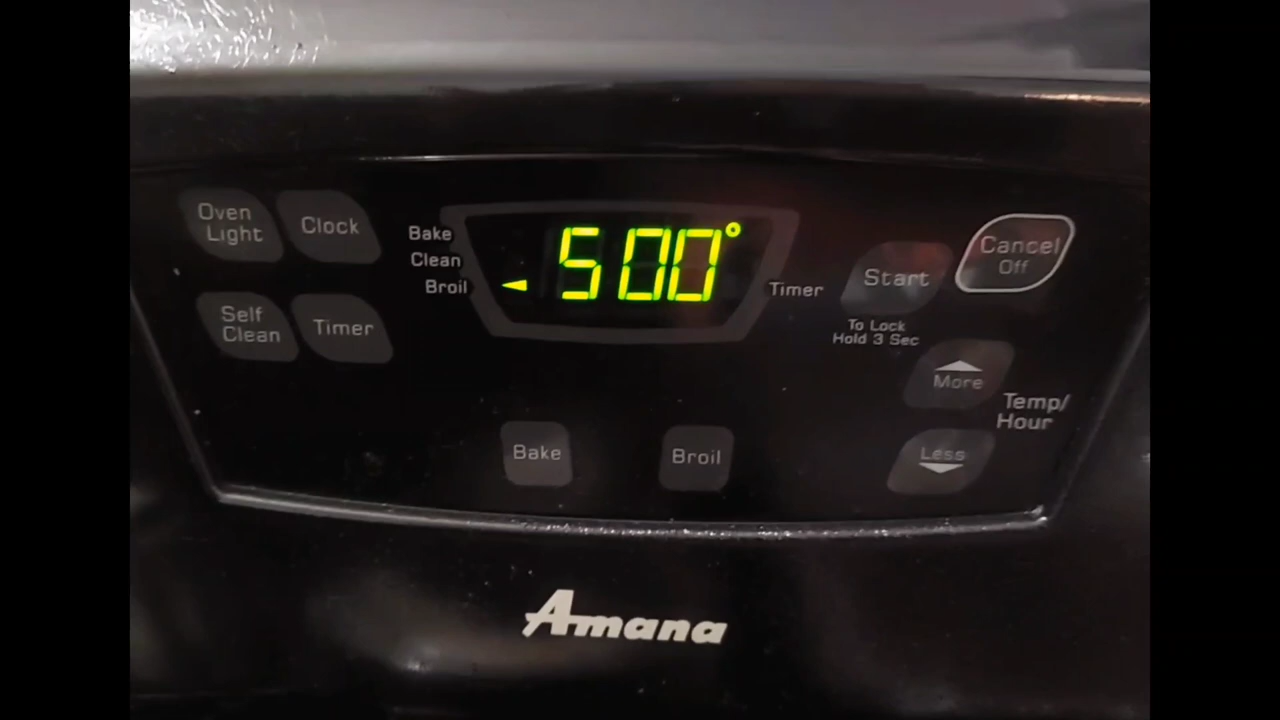 Oven
Light
Clock
Self
Clean
Timer
Bake
Clean
Broil
500°
Timer
Start
To Lock
Hold 3 Sec
Cancel
Off
More
Temp/
Hour
Less
Bake
Broil
Amana